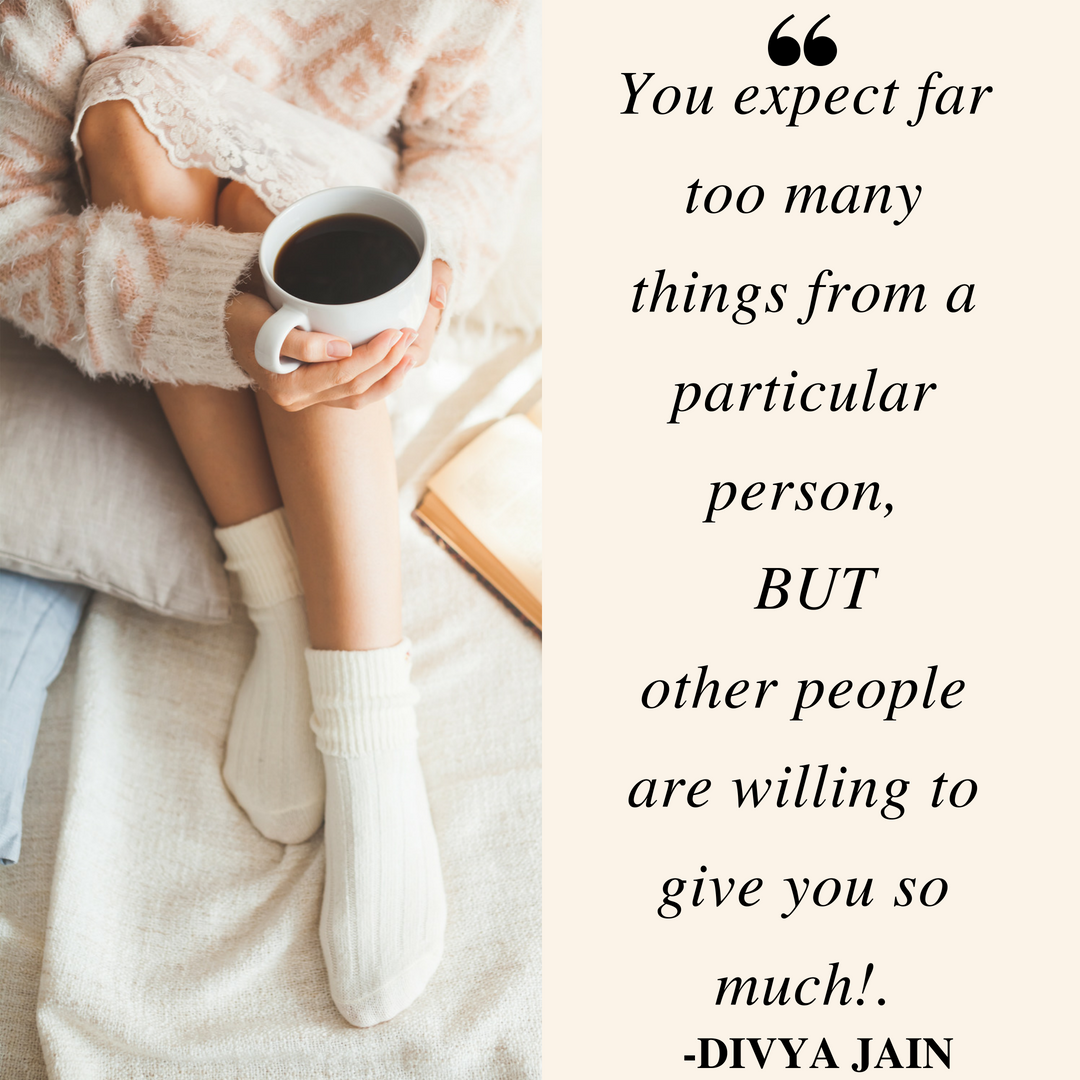 ❝
You expect far
too many
things from a
particular
person,
BUT
other people
are willing to
give you so
much!.
-DIVYA JAIN